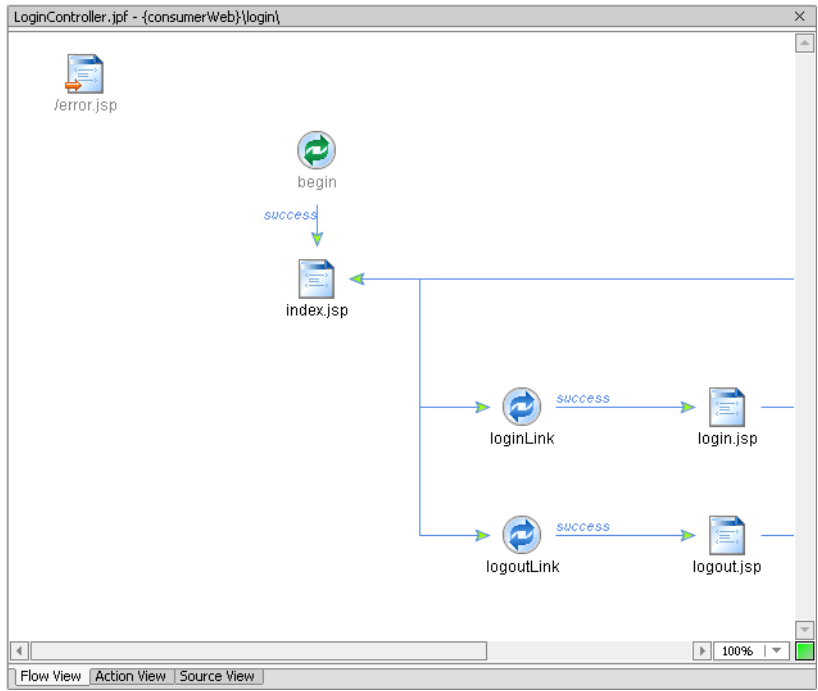 LoginController.jpf - {consumerWeb}\login\
/error.jsp
begin
success
index.jsp
success
loginLink
login.jsp
success
logoutLink
logout.jsp
100%
Flow View Action View Source View